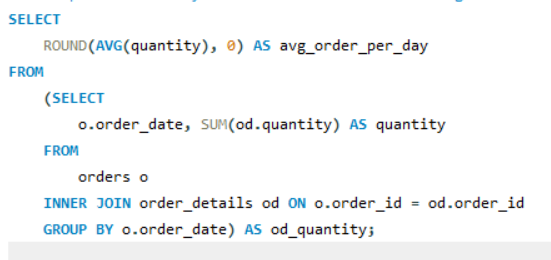 SELECT
ROUND(AVG(quantity), 0) AS avg_order_per_day
FROM
(SELECT
o.order_date, SUM(od.quantity) AS quantity
FROM
orders o
INNER JOIN order_details od ON o.order_id = od.order_id
GROUP BY o.order_date) AS od_quantity;